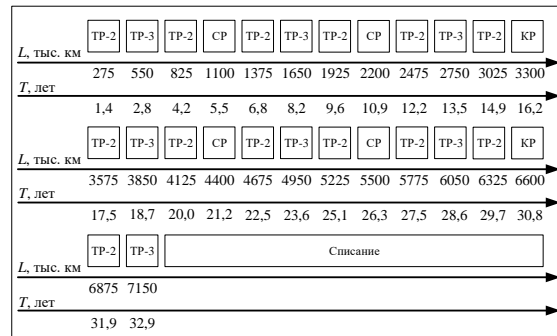 ТР-2 ТР-3 ТР-2 СР ТР-2 ТР-3 ТР-2 СР ТР-2 ТР-3 ТР-2 КР
L, тыс. км
275 550 825 1100 1375 1650 1925 2200 2475 2750 3025 3300
T, лет
1,4 2,8 4,2 5,5 6,8 8,2 9,6 10,9 12,2 13,5 14,9 16,2
ТР-2 ТР-3 ТР-2 СР ТР-2 ТР-3 ТР-2 СР ТР-2 ТР-3 ТР-2 КР
L, тыс. км
3575 3850 4125 4400 4675 4950 5225 5500 5775 6050 6325 6600
T, лет
17,5 18,7 20,0 21,2 22,5 23,6 25,1 26,3 27,5 28,6 29,7 30,8
ТР-2 ТР-3 Списание
L, тыс. км
6875 7150
T, лет
31,9 32,9